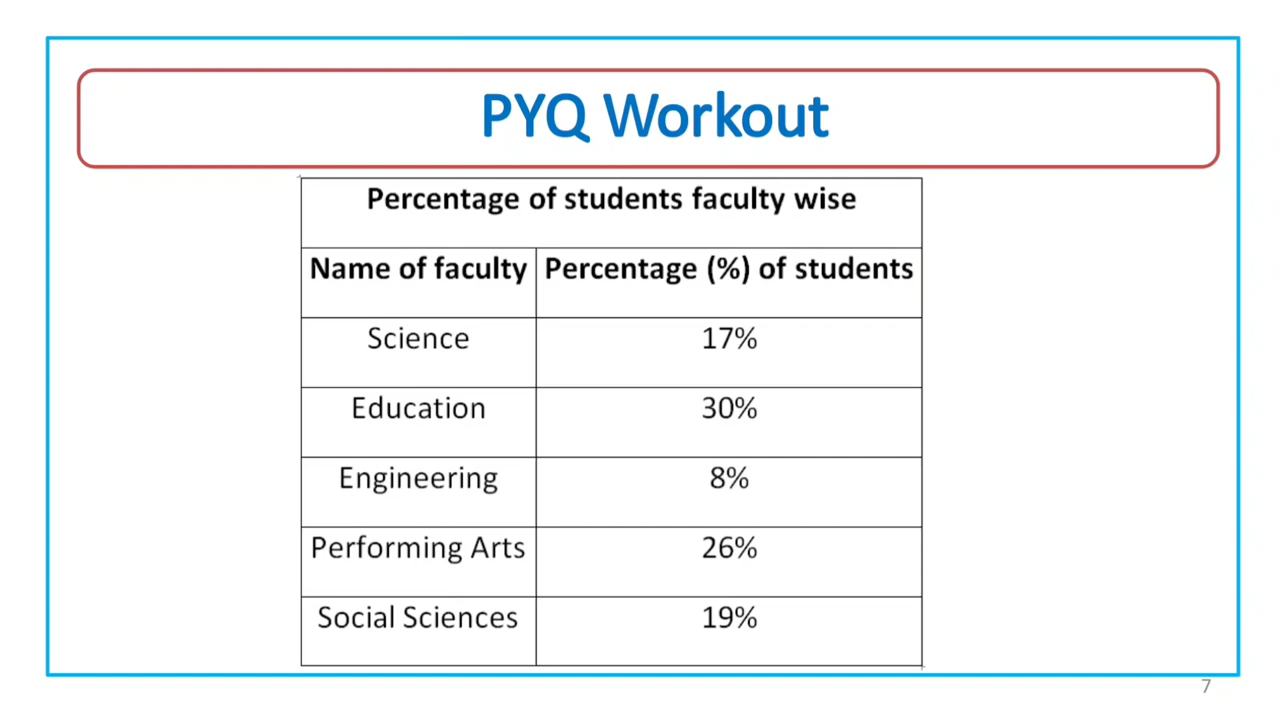 PYQ Workout
Percentage of students faculty wise
Name of faculty Percentage (%) of students
Science 17%
Education 30%
Engineering 8%
Performing Arts 26%
Social Sciences 19%
7